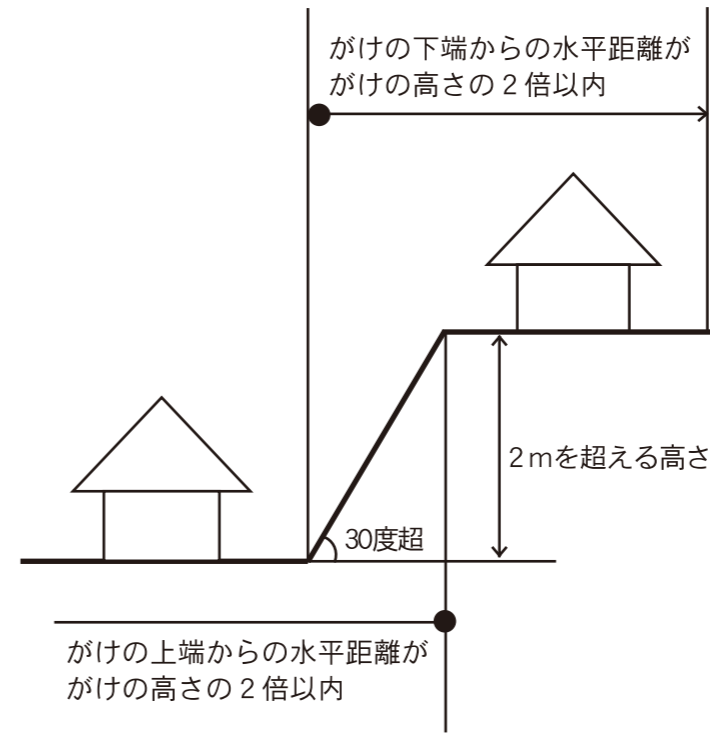 がけの下端からの水平距離が
がけの高さの2倍以内
2mを超える高さ
30度超
がけの上端からの水平距離が
がけの高さの2倍以内